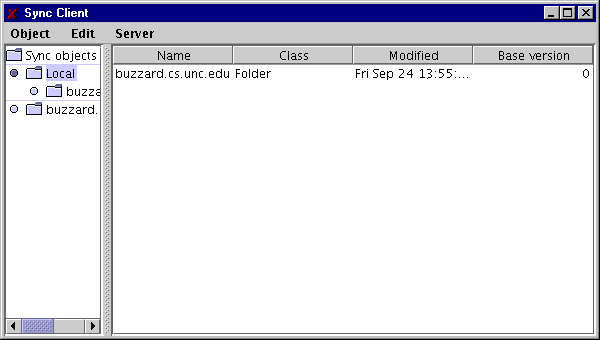 Sync Client
Object Edit Server
Sync objects
Local
buzza
buzzard.
Name Class Modified Base version
buzzard.cs.unc.edu Folder Fri Sep 24 13:55:... 0